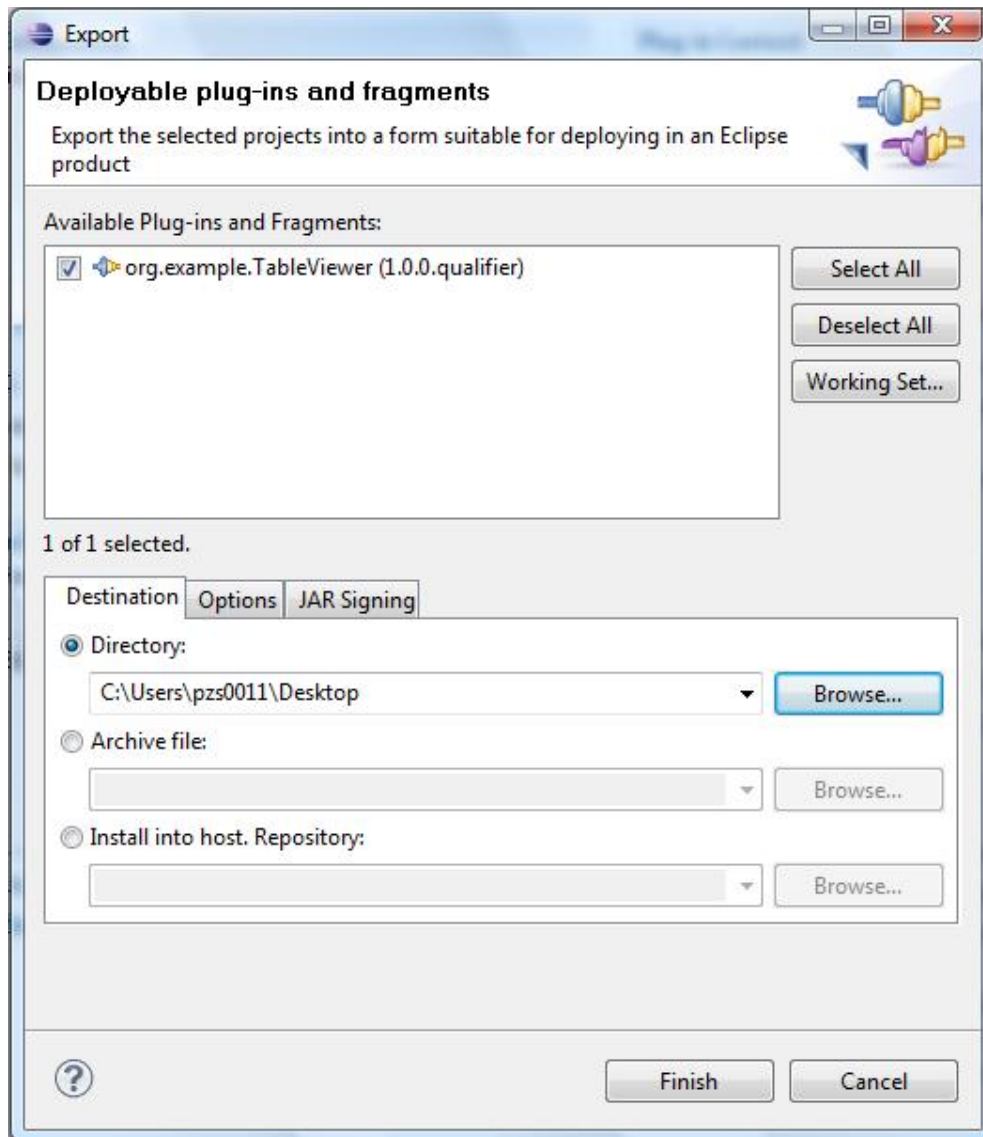 Export
Deployable plug-ins and fragments
Export the selected projects into a form suitable for deploying in an Eclipse
product
Available Plug-ins and Fragments:
org.example.TableViewer (1.0.0.qualifier)
Select All
Deselect All
Working Set...
1 of 1 selected.
Destination Options JAR Signing
Directory:
C:\Users\pzs0011\Desktop Browse...
Archive file:
Browse...
Install into host. Repository:
Browse...
Finish Cancel